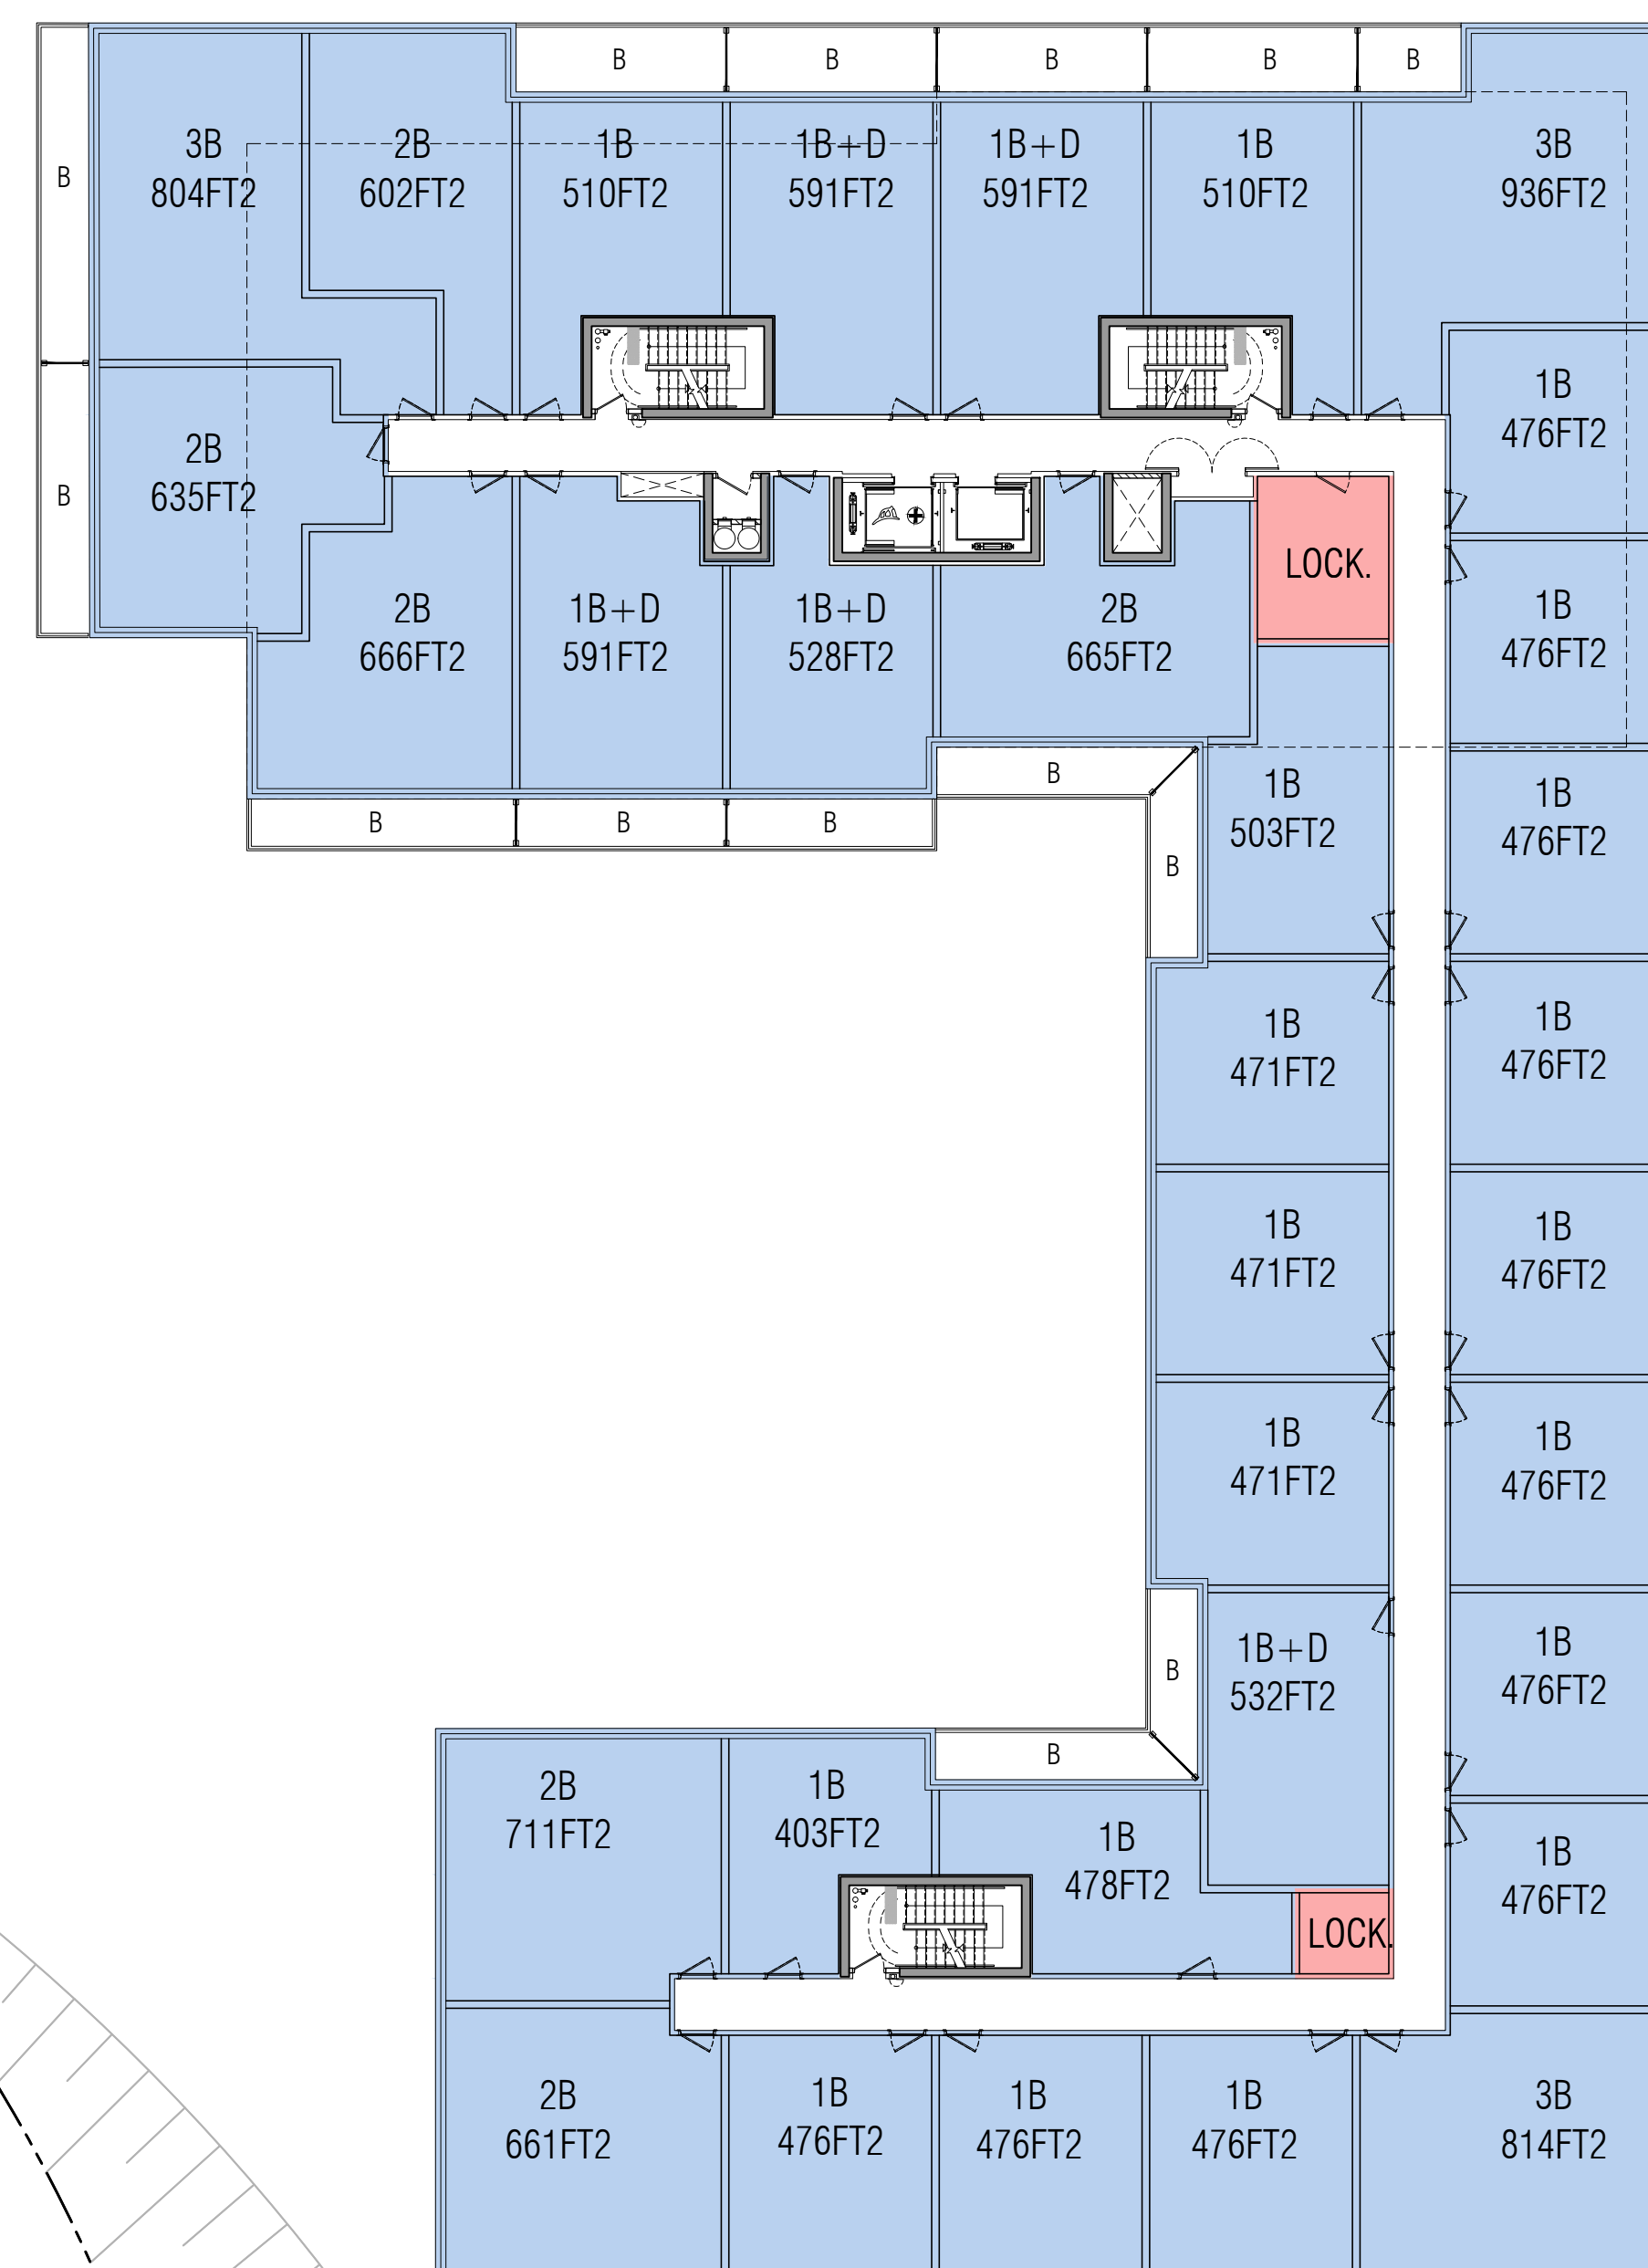 B
B
B
B
B
B
3B
804FT2
2B
602FT2
1B
510FT2
1B+D
591FT2
1B+D
591FT2
1B
510FT2
3B
936FT2
1B
476FT2
2B
635FT2
B
LOCK.
2B
666FT2
1B+D
591FT2
1B+D
528FT2
2B
665FT2
1B
476FT2
B
B
B
B
B
1B
503FT2
1B
476FT2
1B
471FT2
1B
476FT2
1B
471FT2
1B
476FT2
1B
471FT2
1B
476FT2
B
1B+D
532FT2
1B
476FT2
B
2B
711FT2
1B
403FT2
1B
478FT2
1B
476FT2
LOCK.
2B
661FT2
1B
476FT2
1B
476FT2
1B
476FT2
3B
814FT2